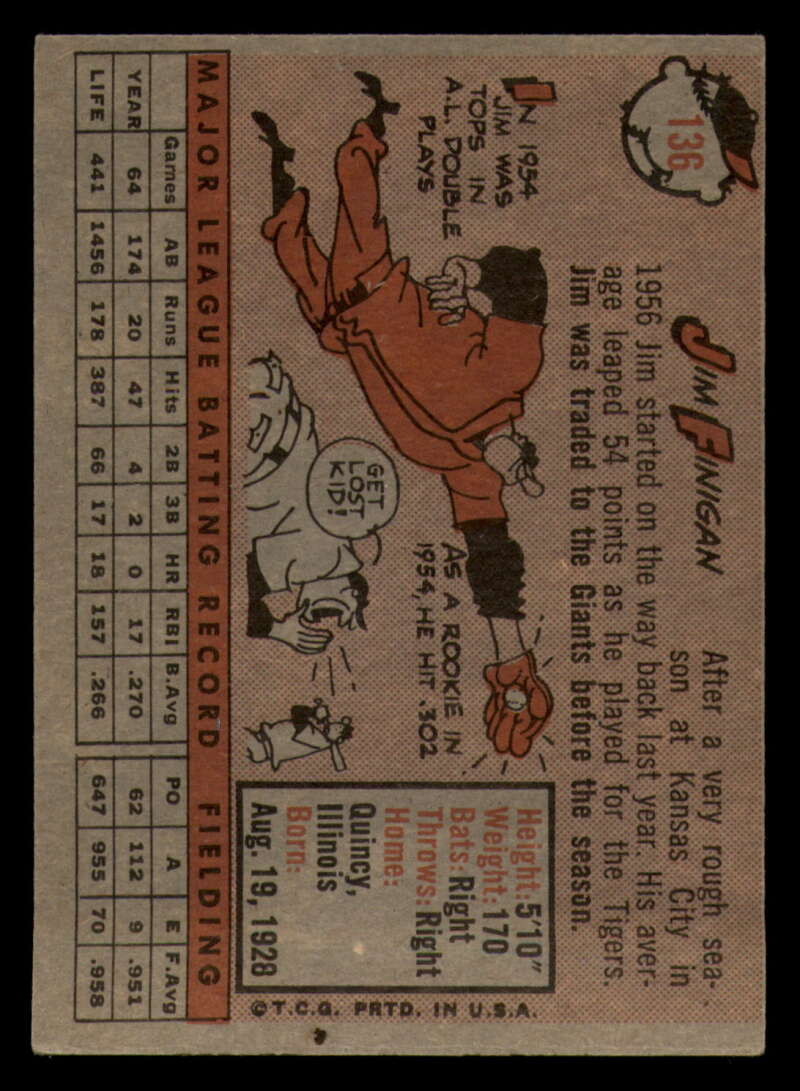 136
JIM FINIGAN
After a very rough sea-
son at Kansas City in
1956 Jim started on the way back last year. His aver-
age leaped 54 points as he played for the Tigers.
Jim was traded to the Giants before the season.
IN 1954
JIM WAS
TOPS IN
A.L. DOUBLE
PLAYS
AS A ROOKIE IN
1954, HE HIT .302
GET
LOST
KID!
Height: 5'10"
Weight: 170
Bats: Right
Throws: Right
Home:
Quincy,
Illinois
Born:
Aug. 19, 1928
©T.C.G. PRTD. IN U.S.A.
MAJOR LEAGUE BATTING RECORD FIELDING
Games AB Runs Hits 2B 3B HR RBI B.Avg PO A E F.Avg
YEAR 64 174 20 47 4 2 0 17 .270 62 112 9 .951
LIFE 441 1456 178 387 66 17 18 157 .266 647 955 70 .958